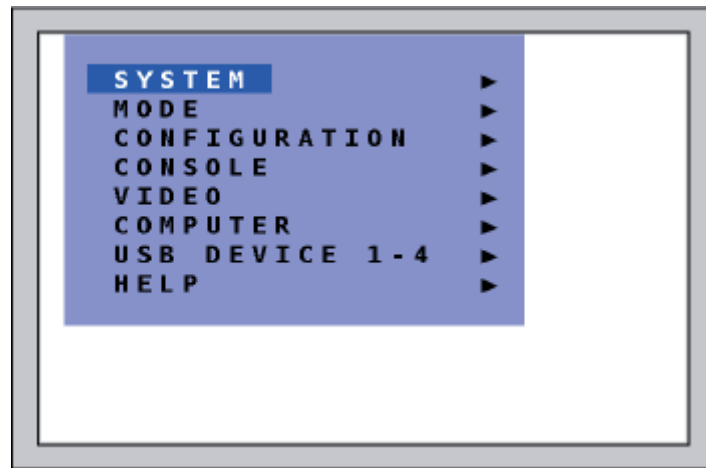 SYSTEM ►
MODE ►
CONFIGURATION ►
CONSOLE ►
VIDEO ►
COMPUTER ►
USB DEVICE 1-4 ►
HELP ►